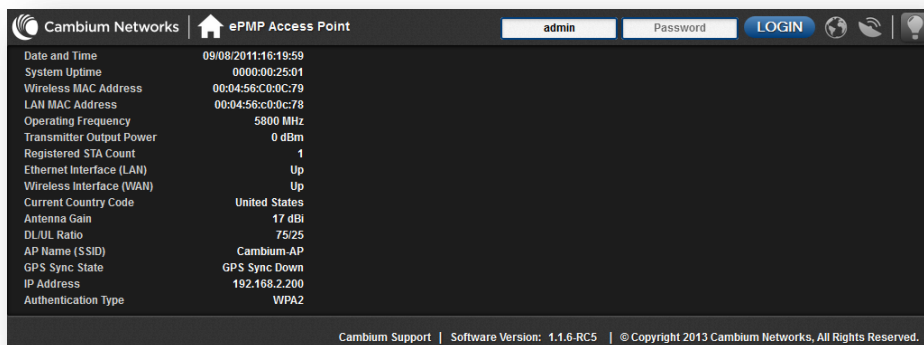 Cambium Networks | ePMP Access Point admin Password LOGIN
Date and Time 09/08/2011:16:19:59
System Uptime 0000:00:25:01
Wireless MAC Address 00:04:56:C0:0C:79
LAN MAC Address 00:04:56:c0:0c:78
Operating Frequency 5800 MHz
Transmitter Output Power 0 dBm
Registered STA Count 1
Ethernet Interface (LAN) Up
Wireless Interface (WAN) Up
Current Country Code United States
Antenna Gain 17 dBi
DL/UL Ratio 75/25
AP Name (SSID) Cambium-AP
GPS Sync State GPS Sync Down
IP Address 192.168.2.200
Authentication Type WPA2
Cambium Support | Software Version: 1.1.6-RC5 | © Copyright 2013 Cambium Networks, All Rights Reserved.